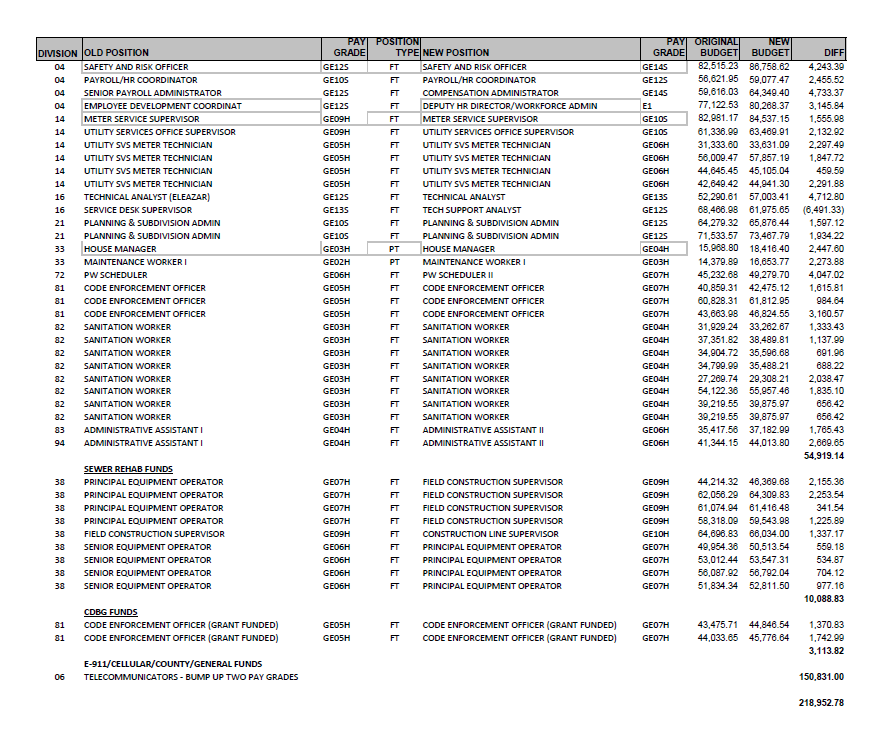 PAY POSITION PAY ORIGINAL NEW
DIVISION OLD POSITION GRADE TYPE NEW POSITION GRADE BUDGET BUDGET DIFF
04 SAFETY AND RISK OFFICER GE12S FT SAFETY AND RISK OFFICER GE14S 82,515.23 86,758.62 4,243.39
04 PAYROLL/HR COORDINATOR GE10S FT PAYROLL/HR COORDINATOR GE12S 56,621.95 59,077.47 2,455.52
04 SENIOR PAYROLL ADMINISTRATOR GE12S FT COMPENSATION ADMINISTRATOR GE14S 59,616.03 64,349.40 4,733.37
04 EMPLOYEE DEVELOPMENT COORDINAT GE12S FT DEPUTY HR DIRECTOR/WORKFORCE ADMIN E1 77,122.53 80,268.37 3,145.84
14 METER SERVICE SUPERVISOR GE09H FT METER SERVICE SUPERVISOR GE10S 82,981.17 84,537.15 1,555.98
14 UTILITY SERVICES OFFICE SUPERVISOR GE09H FT UTILITY SERVICES OFFICE SUPERVISOR GE10S 61,336.99 63,469.91 2,132.92
14 UTILITY SVS METER TECHNICIAN GE05H FT UTILITY SVS METER TECHNICIAN GE06H 31,333.60 33,631.09 2,297.49
14 UTILITY SVS METER TECHNICIAN GE05H FT UTILITY SVS METER TECHNICIAN GE06H 56,009.47 57,857.19 1,847.72
14 UTILITY SVS METER TECHNICIAN GE05H FT UTILITY SVS METER TECHNICIAN GE06H 44,645.45 45,105.04 459.59
14 UTILITY SVS METER TECHNICIAN GE05H FT UTILITY SVS METER TECHNICIAN GE06H 42,649.42 44,941.30 2,291.88
16 TECHNICAL ANALYST (ELEAZAR) GE12S FT TECHNICAL ANALYST GE13S 52,290.61 57,003.41 4,712.80
16 SERVICE DESK SUPERVISOR GE13S FT TECH SUPPORT ANALYST GE12S 68,466.98 61,975.65 (6,491.33)
21 PLANNING & SUBDIVISION ADMIN GE10S FT PLANNING & SUBDIVISION ADMIN GE12S 64,279.32 65,876.44 1,597.12
21 PLANNING & SUBDIVISION ADMIN GE10S FT PLANNING & SUBDIVISION ADMIN GE12S 71,533.57 73,467.79 1,934.22
33 HOUSE MANAGER GE03H PT HOUSE MANAGER GE04H 15,968.80 18,416.40 2,447.60
33 MAINTENANCE WORKER I GE02H PT MAINTENANCE WORKER I GE03H 14,379.89 16,653.77 2,273.88
72 PW SCHEDULER GE06H FT PW SCHEDULER II GE07H 45,232.68 49,279.70 4,047.02
81 CODE ENFORCEMENT OFFICER GE05H FT CODE ENFORCEMENT OFFICER GE07H 40,859.31 42,475.12 1,615.81
81 CODE ENFORCEMENT OFFICER GE05H FT CODE ENFORCEMENT OFFICER GE07H 60,828.31 61,812.95 984.64
81 CODE ENFORCEMENT OFFICER GE05H FT CODE ENFORCEMENT OFFICER GE07H 43,663.98 46,824.55 3,160.57
82 SANITATION WORKER GE03H FT SANITATION WORKER GE04H 31,929.24 33,262.67 1,333.43
82 SANITATION WORKER GE03H FT SANITATION WORKER GE04H 37,351.82 38,489.81 1,137.99
82 SANITATION WORKER GE03H FT SANITATION WORKER GE04H 34,904.72 35,596.68 691.96
82 SANITATION WORKER GE03H FT SANITATION WORKER GE04H 34,799.99 35,488.21 688.22
82 SANITATION WORKER GE03H FT SANITATION WORKER GE04H 27,269.74 29,308.21 2,038.47
82 SANITATION WORKER GE03H FT SANITATION WORKER GE04H 54,122.36 55,957.46 1,835.10
82 SANITATION WORKER GE03H FT SANITATION WORKER GE04H 39,219.55 39,875.97 656.42
82 SANITATION WORKER GE03H FT SANITATION WORKER GE04H 39,219.55 39,875.97 656.42
83 ADMINISTRATIVE ASSISTANT I GE04H FT ADMINISTRATIVE ASSISTANT II GE06H 35,417.56 37,182.99 1,765.43
94 ADMINISTRATIVE ASSISTANT I GE04H FT ADMINISTRATIVE ASSISTANT II GE06H 41,344.15 44,013.80 2,669.65
54,919.14
SEWER REHAB FUNDS
38 PRINCIPAL EQUIPMENT OPERATOR GE07H FT FIELD CONSTRUCTION SUPERVISOR GE09H 44,214.32 46,369.68 2,155.36
38 PRINCIPAL EQUIPMENT OPERATOR GE07H FT FIELD CONSTRUCTION SUPERVISOR GE09H 62,056.29 64,309.83 2,253.54
38 PRINCIPAL EQUIPMENT OPERATOR GE07H FT FIELD CONSTRUCTION SUPERVISOR GE09H 61,074.94 61,416.48 341.54
38 PRINCIPAL EQUIPMENT OPERATOR GE07H FT FIELD CONSTRUCTION SUPERVISOR GE09H 58,318.09 59,543.98 1,225.89
38 FIELD CONSTRUCTION SUPERVISOR GE09H FT CONSTRUCTION LINE SUPERVISOR GE10H 64,696.83 66,034.00 1,337.17
38 SENIOR EQUIPMENT OPERATOR GE06H FT PRINCIPAL EQUIPMENT OPERATOR GE07H 49,954.36 50,513.54 559.18
38 SENIOR EQUIPMENT OPERATOR GE06H FT PRINCIPAL EQUIPMENT OPERATOR GE07H 53,012.44 53,547.31 534.87
38 SENIOR EQUIPMENT OPERATOR GE06H FT PRINCIPAL EQUIPMENT OPERATOR GE07H 56,087.92 56,792.04 704.12
38 SENIOR EQUIPMENT OPERATOR GE06H FT PRINCIPAL EQUIPMENT OPERATOR GE07H 51,834.34 52,811.50 977.16
10,088.83
CDBG FUNDS
81 CODE ENFORCEMENT OFFICER (GRANT FUNDED) GE05H FT CODE ENFORCEMENT OFFICER (GRANT FUNDED) GE07H 43,475.71 44,846.54 1,370.83
81 CODE ENFORCEMENT OFFICER (GRANT FUNDED) GE05H FT CODE ENFORCEMENT OFFICER (GRANT FUNDED) GE07H 44,033.65 45,776.64 1,742.99
3,113.82
E-911/CELLULAR/COUNTY/GENERAL FUNDS
06 TELECOMMUNICATORS - BUMP UP TWO PAY GRADES 150,831.00
218,952.78